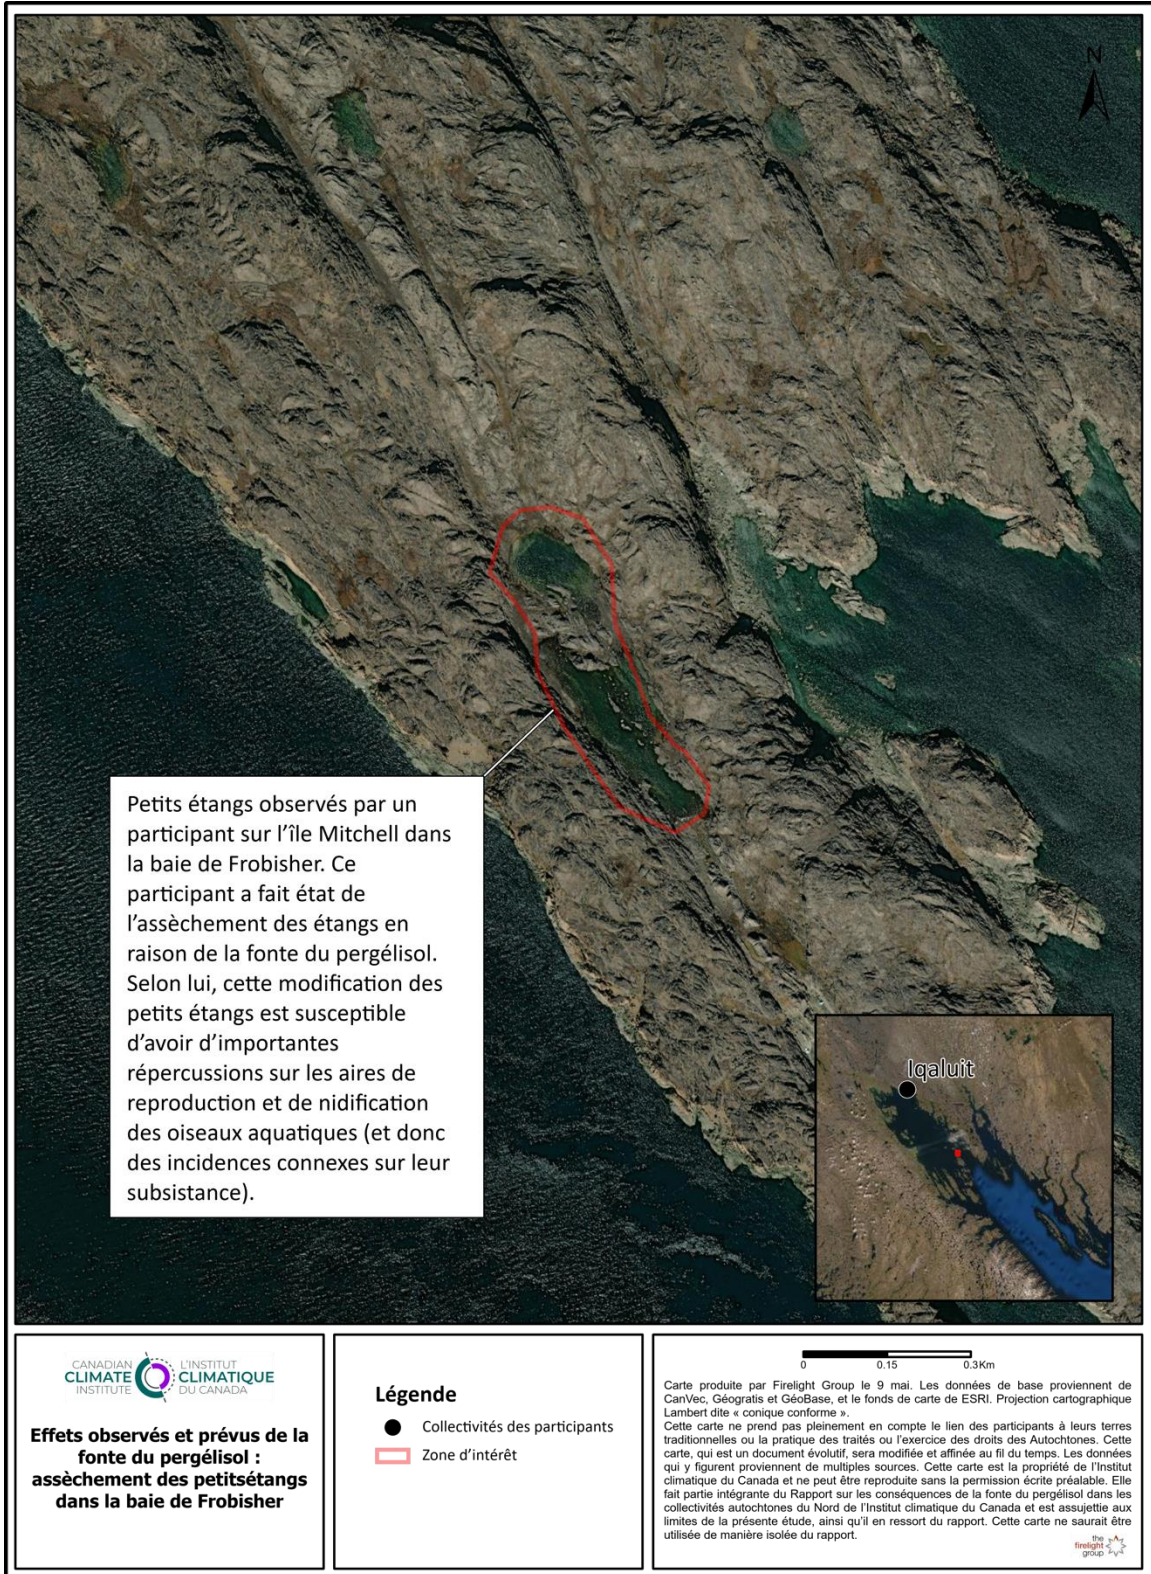 N
Petits étangs observés par un
participant sur l’île Mitchell dans
la baie de Frobisher. Ce
participant a fait état de
l’assèchement des étangs en
raison de la fonte du pergélisol.
Selon lui, cette modification des
petits étangs est susceptible
d’avoir d’importantes
répercussions sur les aires de
reproduction et de nidification
des oiseaux aquatiques (et donc
des incidences connexes sur leur
subsistance).
Iqaluit
CANADIAN
CLIMATE
INSTITUTE
L’INSTITUT
CLIMATIQUE
DU CANADA
Effets observés et prévus de la
fonte du pergélisol :
assèchement des petitsétangs
dans la baie de Frobisher
Légende
Collectivités des participants
Zone d’intérêt
0 0.15 0.3Km
Carte produite par Firelight Group le 9 mai. Les données de base proviennent de
CanVec, Géogratis et GéoBase, et le fonds de carte de ESRI. Projection cartographique
Lambert dite « conique conforme ».
Cette carte ne prend pas pleinement en compte le lien des participants à leurs terres
traditionnelles ou la pratique des traités ou l’exercice des droits des Autochtones. Cette
carte, qui est un document évolutif, sera modifiée et affinée au fil du temps. Les données
qui y figurent proviennent de multiples sources. Cette carte est la propriété de l’Institut
climatique du Canada et ne peut être reproduite sans la permission écrite préalable. Elle
fait partie intégrante du Rapport sur les conséquences de la fonte du pergélisol dans les
collectivités autochtones du Nord de l’Institut climatique du Canada et est assujettie aux
limites de la présente étude, ainsi qu’il en ressort du rapport. Cette carte ne saurait être
utilisée de manière isolée du rapport.
the
firelight
group